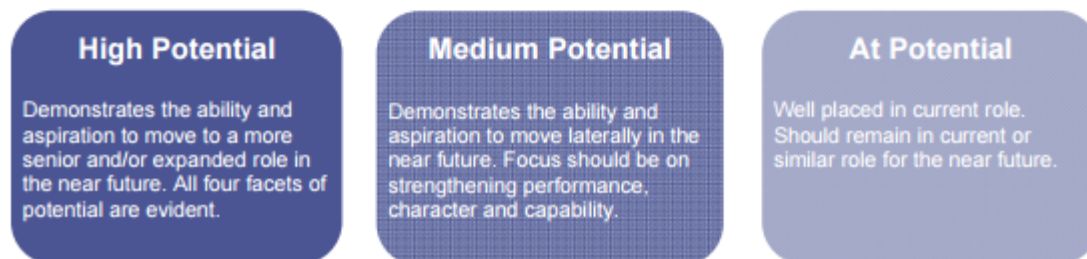 High Potential
Demonstrates the ability and
aspiration to move to a more
senior and/or expanded role in
the near future. All four facets of
potential are evident.
Medium Potential
Demonstrates the ability and
aspiration to move laterally in the
near future. Focus should be on
strengthening performance,
character and capability.
At Potential
Well placed in current role.
Should remain in current or
similar role for the near future.